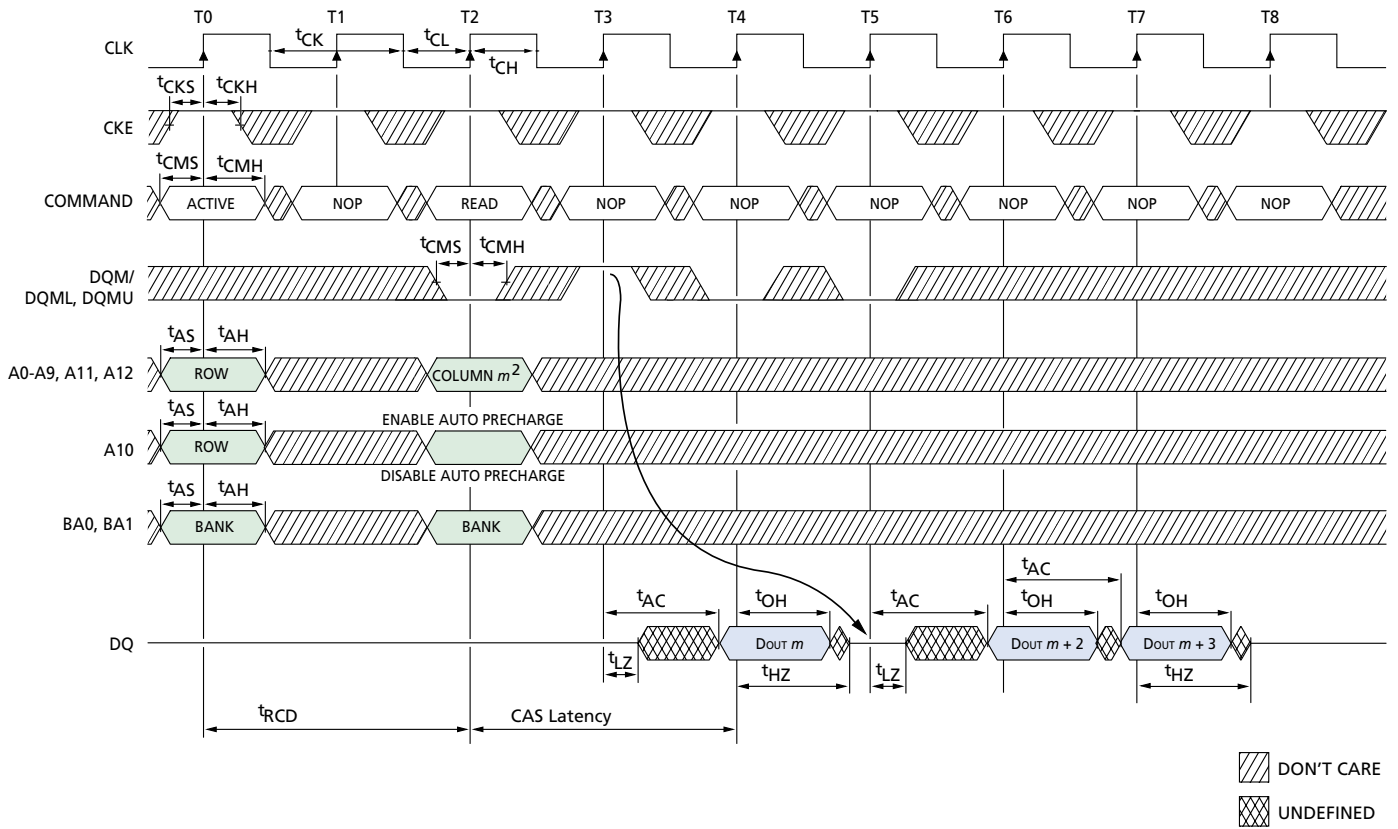 T0 T1 T2 T3 T4 T5 T6 T7 T8
CLK
tCK tCL
tCH
tCKS tCKH
CKE
tCMS tCMH
COMMAND ACTIVE NOP READ NOP NOP NOP NOP NOP NOP
tCMS tCMH
DQM/
DQML, DQMU
tAS tAH
A0-A9, A11, A12 ROW COLUMN m2
tAS tAH ENABLE AUTO PRECHARGE
A10 ROW
DISABLE AUTO PRECHARGE
tAS tAH
BA0, BA1 BANK BANK
tAC
tAC tOH tAC tOH tOH
DQ DOUT m DOUT m + 2 DOUT m + 3
tLZ tHZ tLZ tHZ
tRCD CAS Latency
DON'T CARE
UNDEFINED